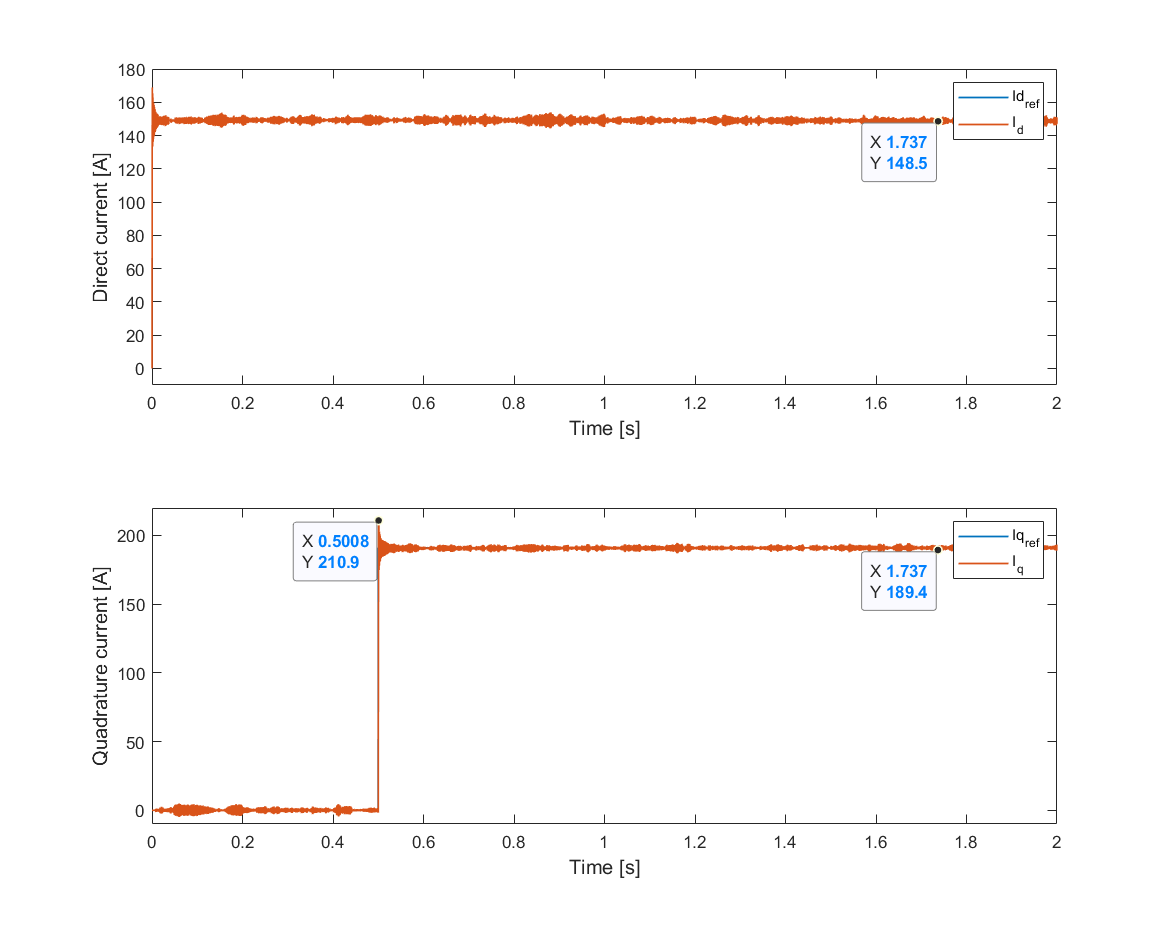 180
160
140
120
100
80
60
40
20
0
Direct current [A]
Id_ref
I_d
X 1.737
Y 148.5
0 0.2 0.4 0.6 0.8 1 1.2 1.4 1.6 1.8 2
Time [s]
200
150
100
50
0
Quadrature current [A]
X 0.5008
Y 210.9
Iq_ref
I_q
X 1.737
Y 189.4
0 0.2 0.4 0.6 0.8 1 1.2 1.4 1.6 1.8 2
Time [s]